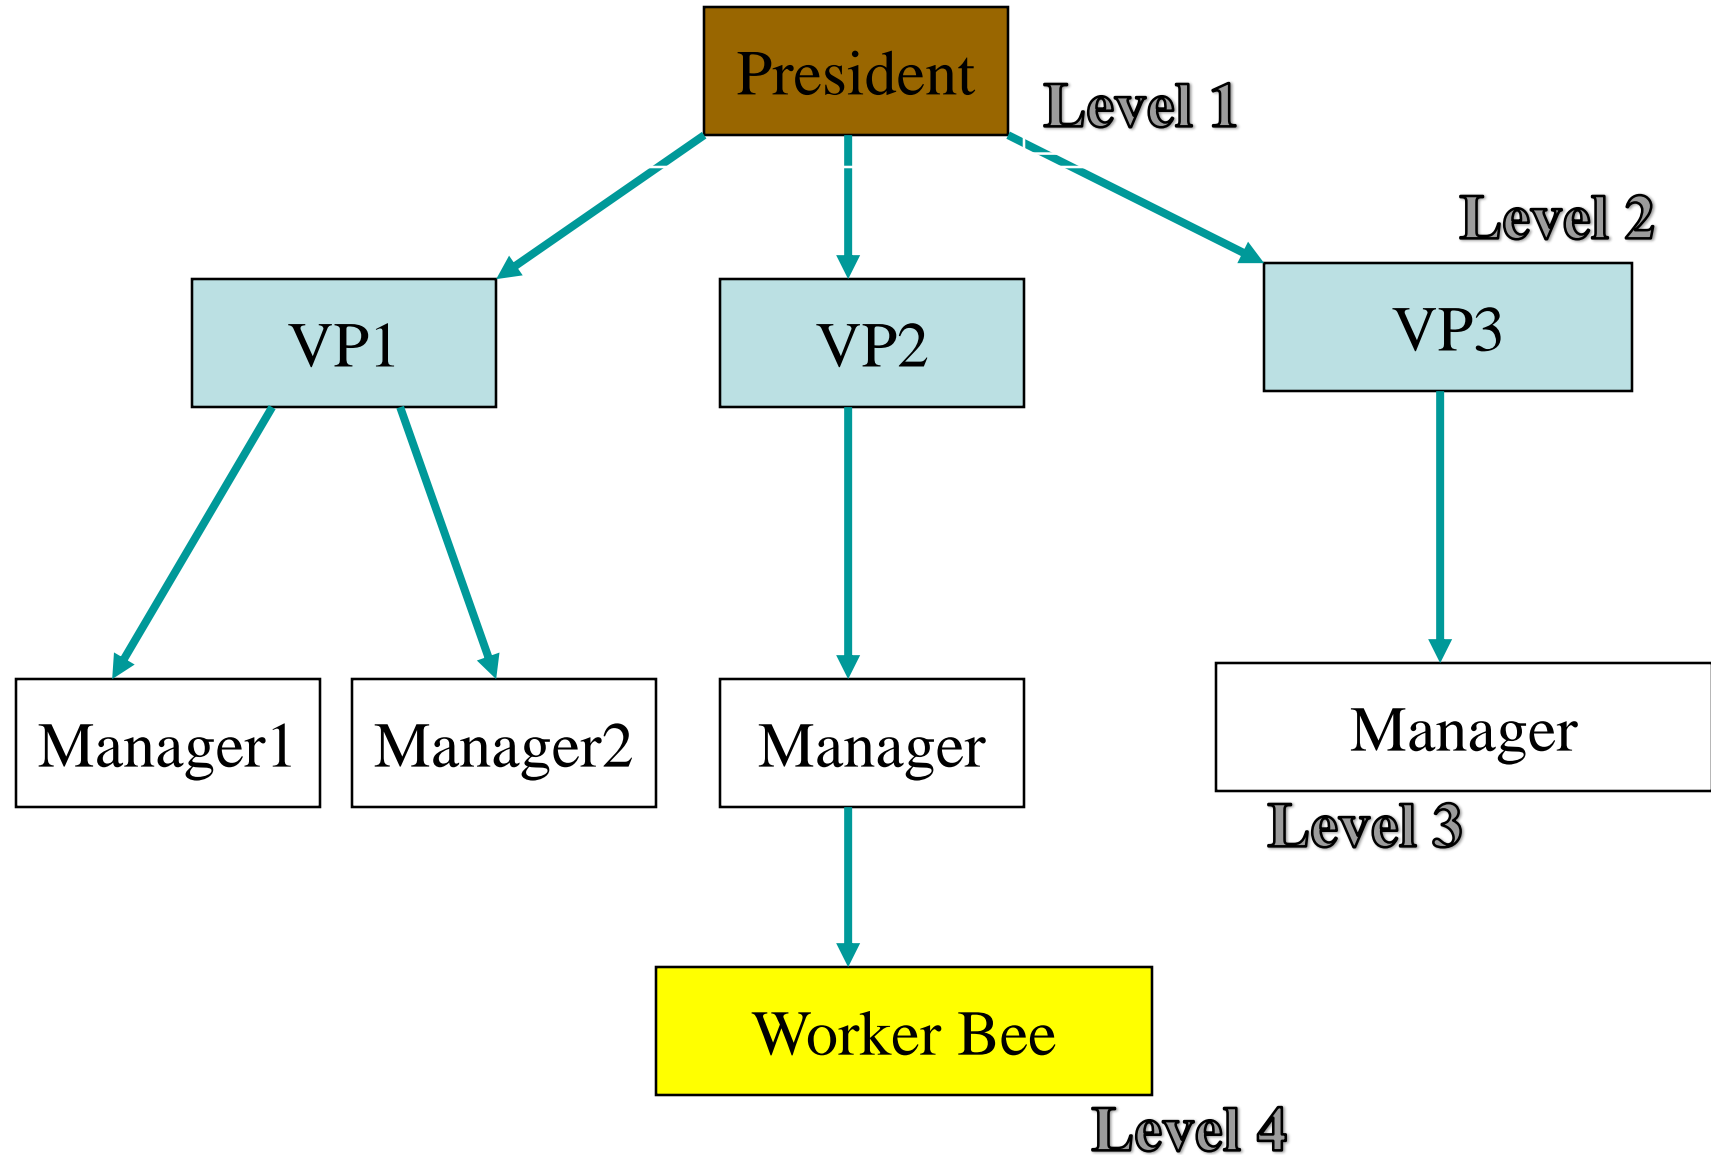 President
Level 1
Level 2
VP1
VP2
VP3
Manager1
Manager2
Manager
Manager
Level 3
Worker Bee
Level 4